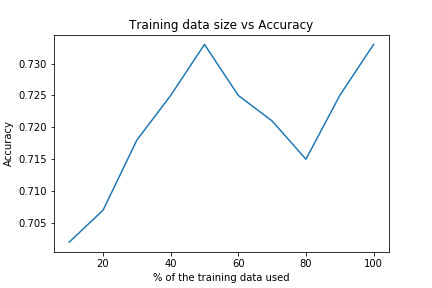 Training data size vs Accuracy
0.730
0.725
0.720
0.715
0.710
0.705
Accuracy
20 40 60 80 100
% of the training data used